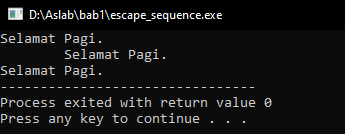 D:\Aslab\bab1\escape_sequence.exe
Selamat Pagi.
        Selamat Pagi.
Selamat Pagi.
--------------------------------
Process exited with return value 0
Press any key to continue . . .